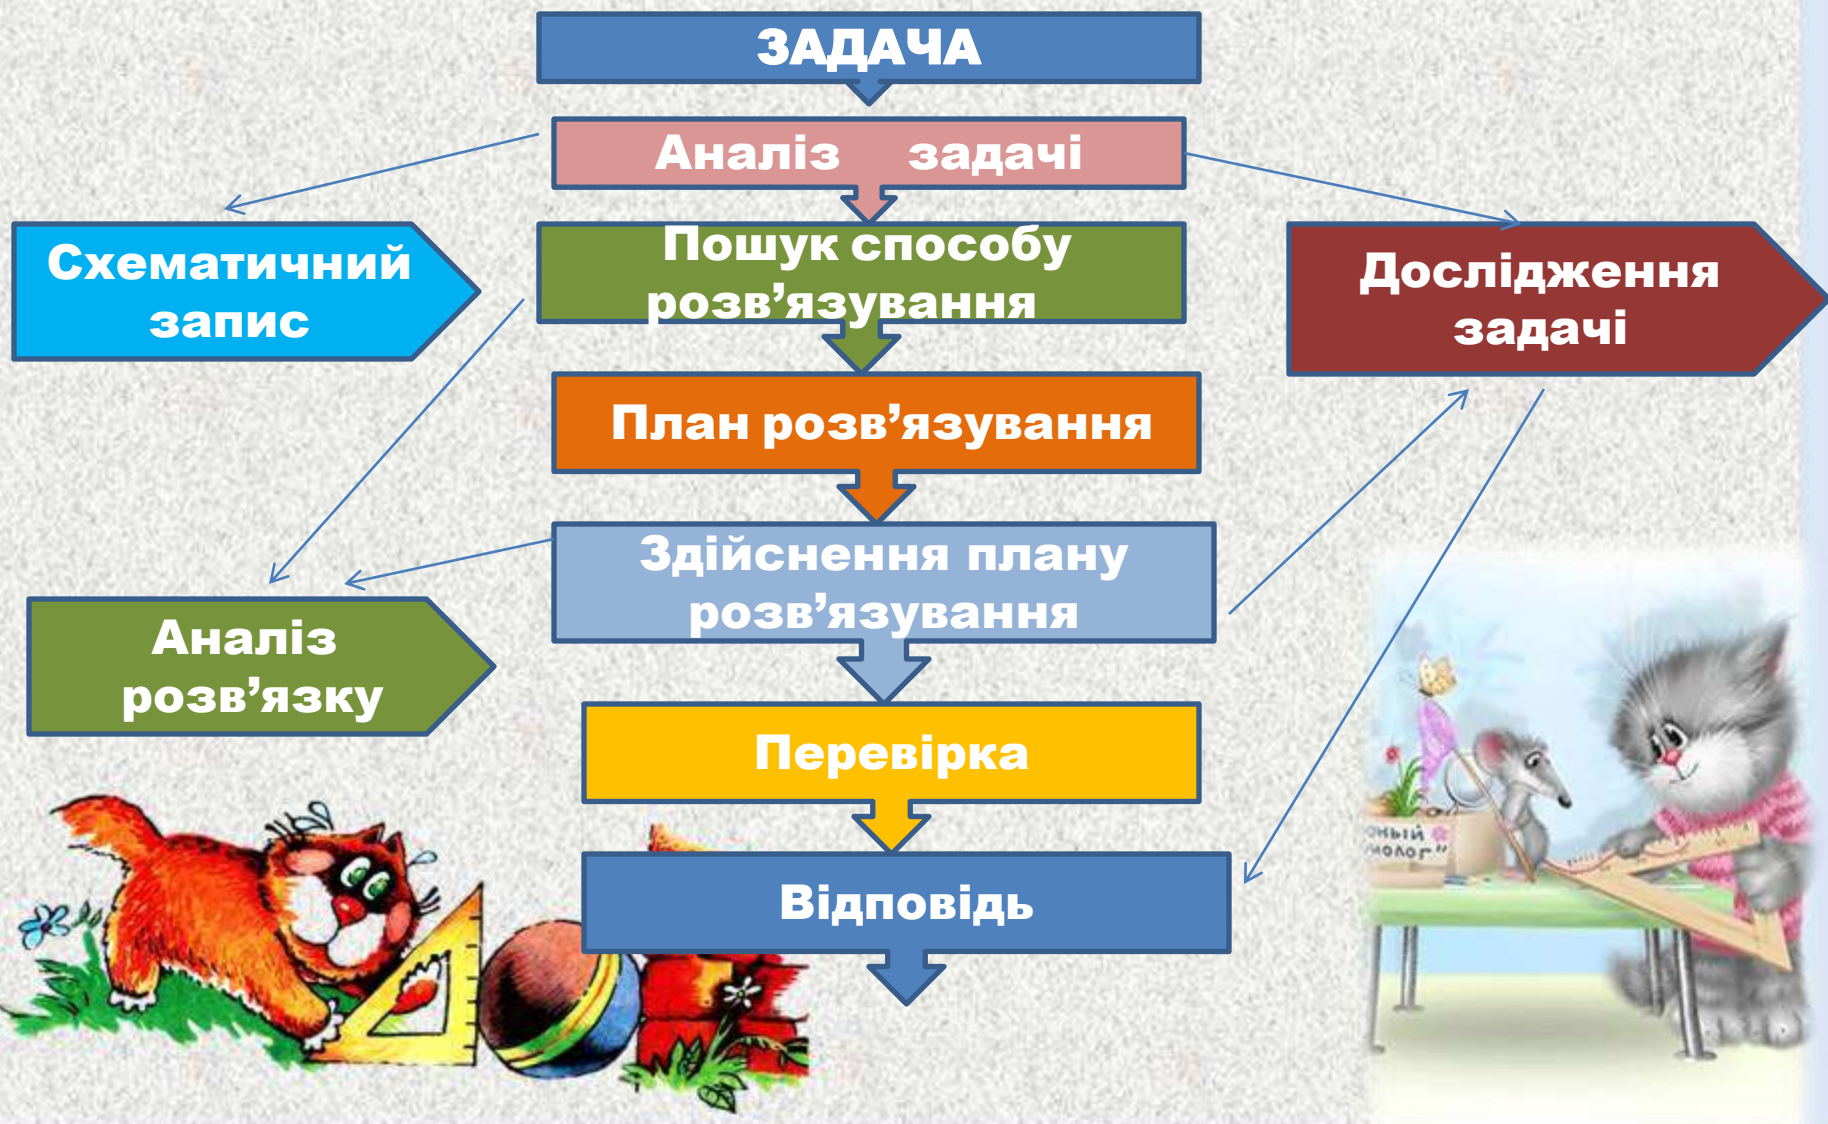 ЗАДАЧА
Аналіз задачі
Схематичний
запис
Пошук способу
розв’язування
Дослідження
задачі
План розв’язування
Здійснення плану
розв’язування
Аналіз
розв’язку
Перевірка
Відповідь